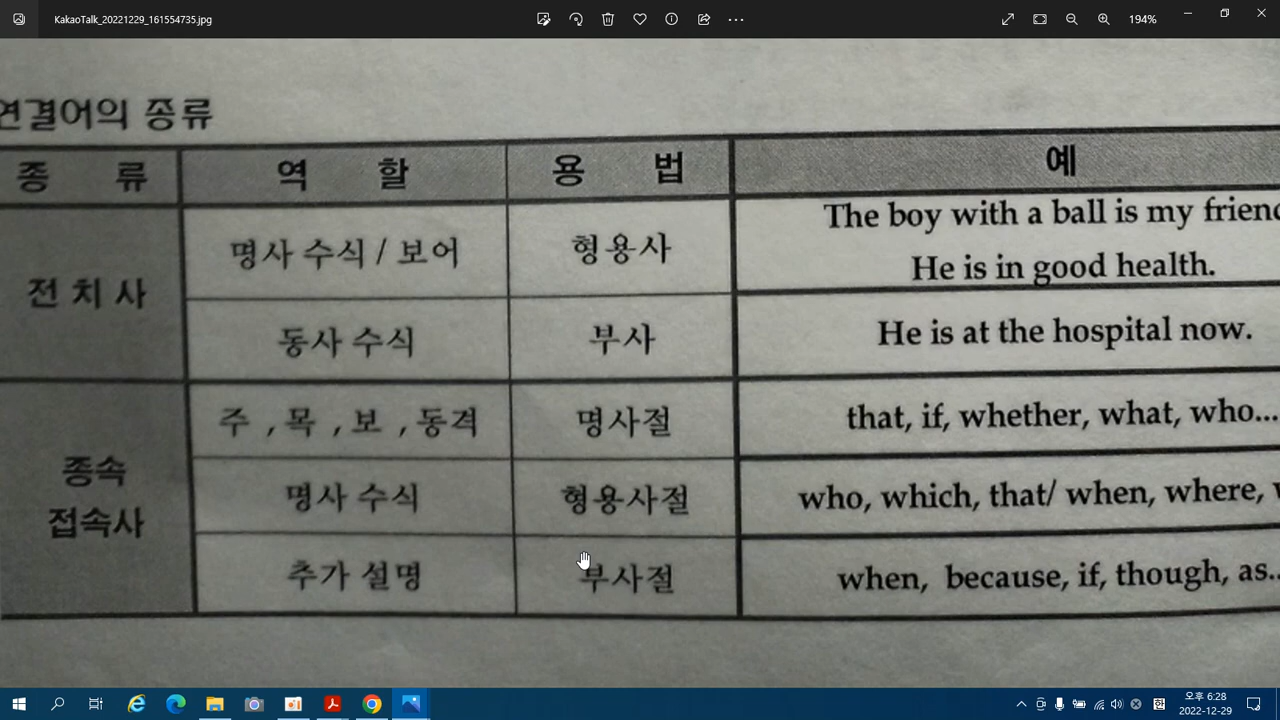 KakaoTalk_20221229_161554735.jpg
194%
연결어의 종류
종 류 역 할 용 법 예
전 치 사
명사 수식 / 보어 형용사 The boy with a ball is my
He is in good health.
동사 수식 부사 He is at the hospital now.
종속
접속사
주 , 목 , 보 , 동격 명사절 that, if, whether, what, who...
명사 수식 형용사절 who, which, that/ when, where,
추가 설명 부사절 when, because, if, though, as..
한
오후 6:28
2022-12-29